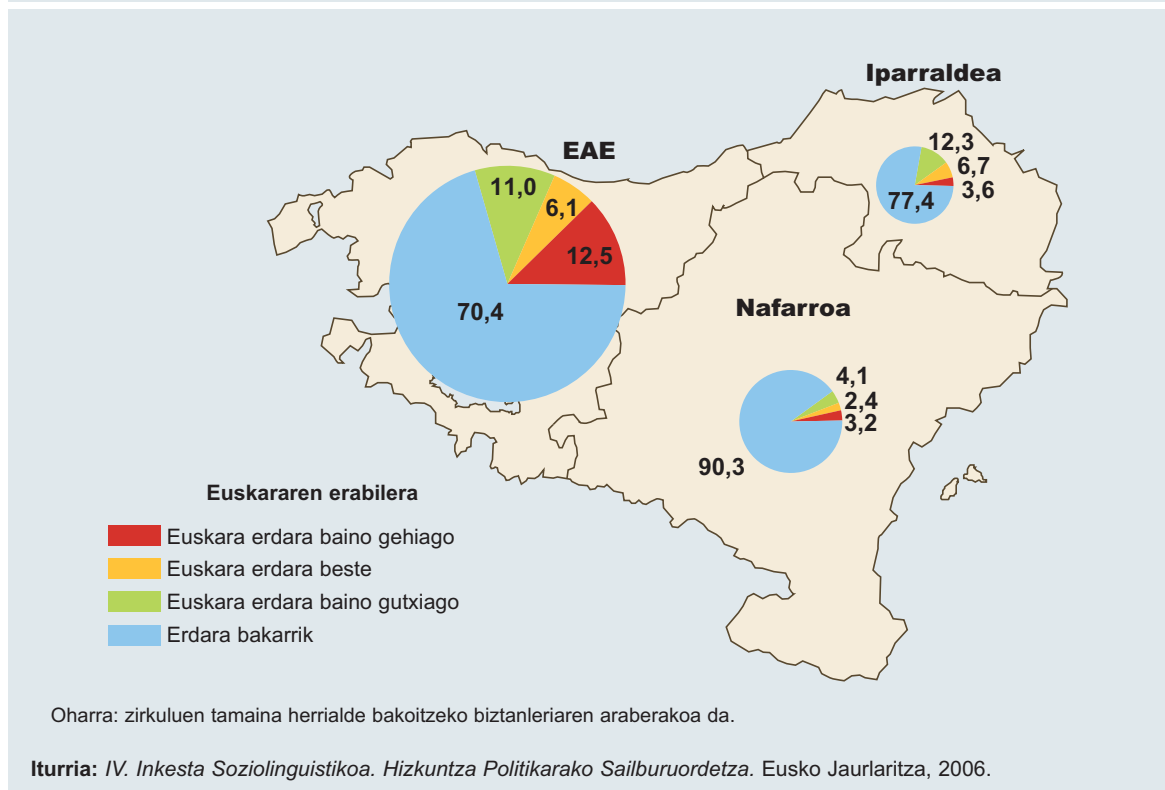 Iparraldea
12,3
6,7
3,6
77,4
EAE
11,0
6,1
12,5
70,4
Nafarroa
4,1
2,4
3,2
90,3
Euskararen erabilera
Euskara erdara baino gehiago
Euskara erdara beste
Euskara erdara baino gutxiago
Erdara bakarrik
Oharra: zirkuluen tamaina herrialde bakoitzeko biztanleriaren araberakoa da.
Iturria: IV. Inkesta Soziolinguistikoa. Hizkuntza Politikarako Sailburuordetza. Eusko Jaurlaritza, 2006.